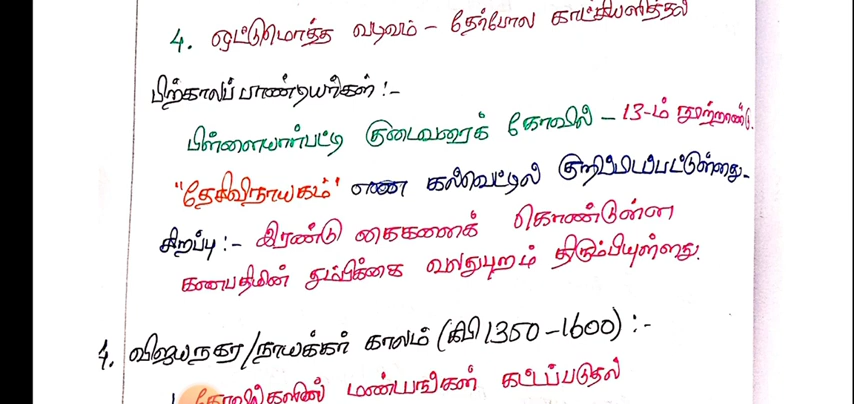 4. ஒட்டுமொத்த வடிவம் – தேர்போல காட்சியளித்தல்
பிற்காலப் பாண்டியர்கள் :-
பிள்ளையார்பட்டி குடைவரைக் கோவில் – 13-ம் நூற்றாண்டு.
"தேசிவிநாயகம்" என கல்வெட்டில் குறிப்பிடப்பட்டுள்ளது.
சிறப்பு :- இரண்டு கைகளைக் கொண்டுள்ள
கணபதியின் தும்பிக்கை வலதுபுறம் திரும்பியுள்ளது.
4. விஜயநகர/நாயக்கர் காலம் (கிபி 1350-1600) :-
1. கோவில்களில் மண்டபங்கள் கட்டப்படுதல்